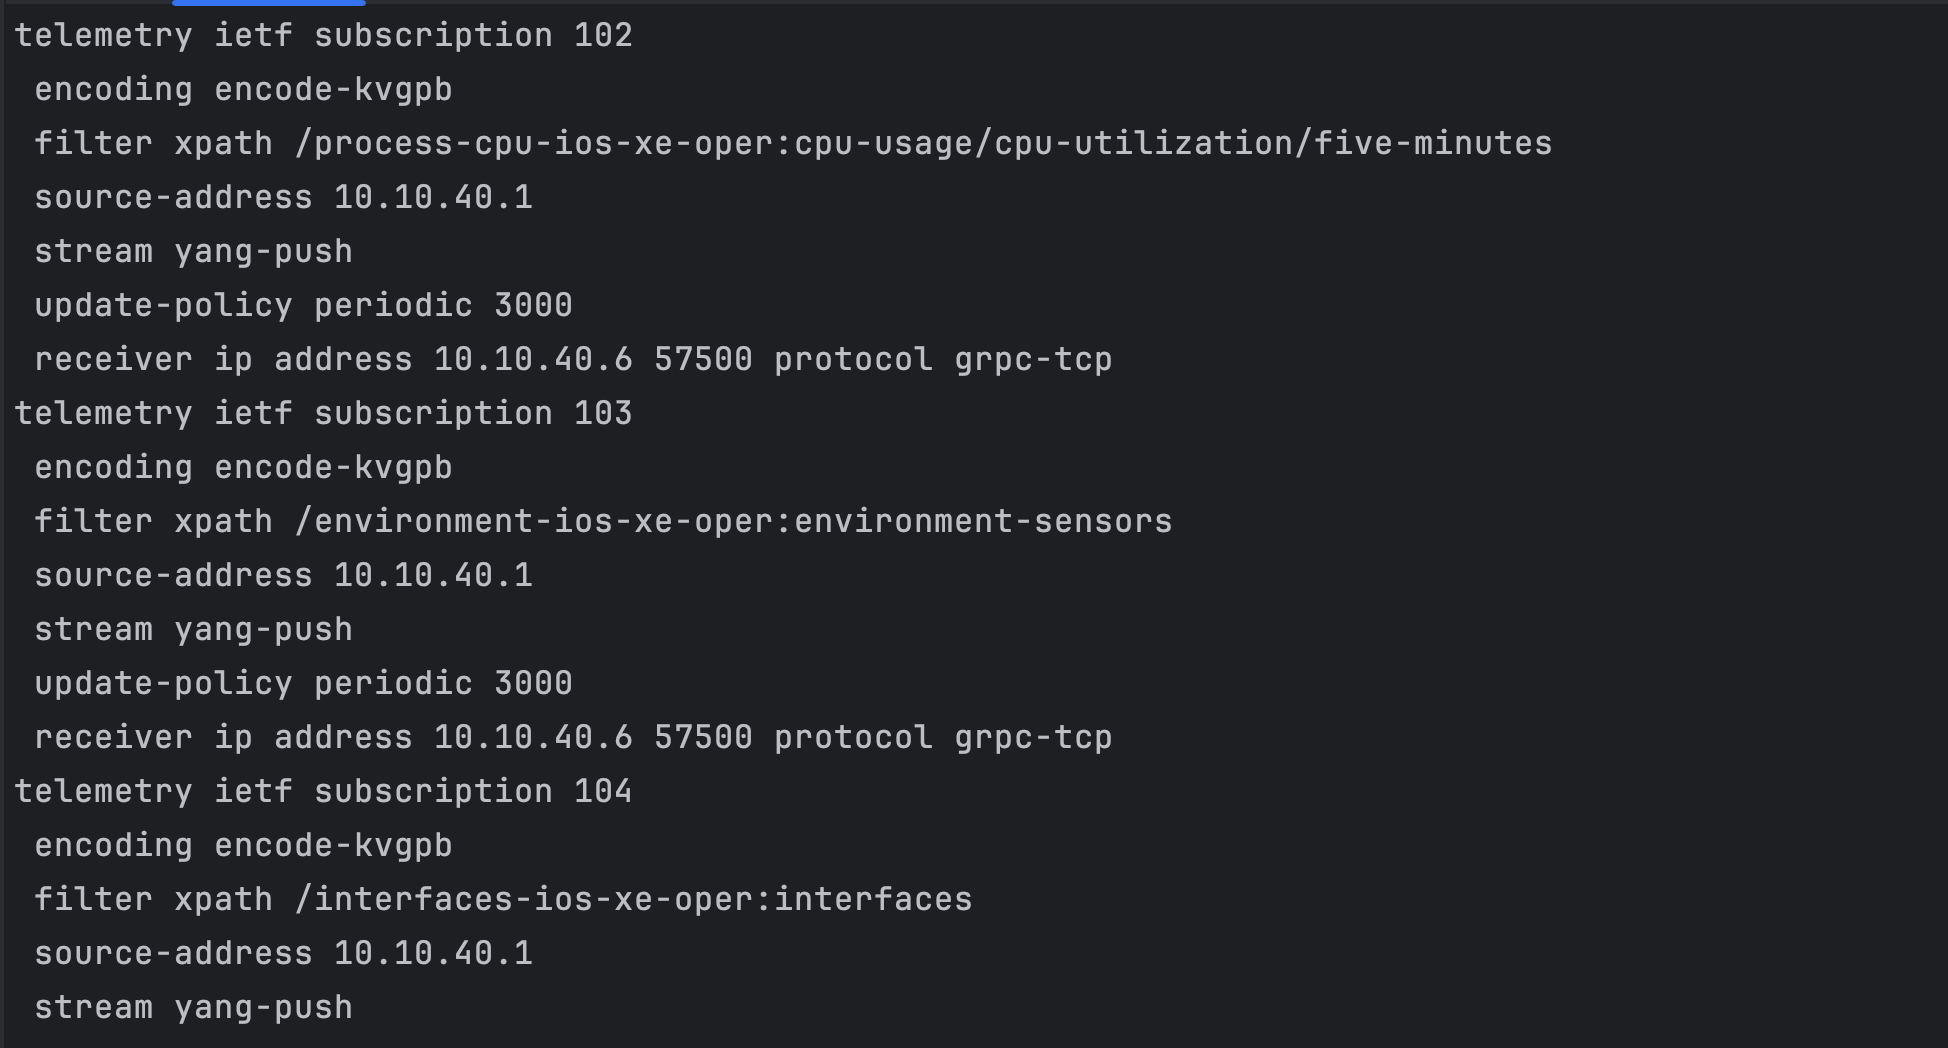 telemetry ietf subscription 102
encoding encode-kvgpb
filter xpath /process-cpu-ios-xe-oper:cpu-usage/cpu-utilization/five-minutes
source-address 10.10.40.1
stream yang-push
update-policy periodic 3000
receiver ip address 10.10.40.6 57500 protocol grpc-tcp
telemetry ietf subscription 103
encoding encode-kvgpb
filter xpath /environment-ios-xe-oper:environment-sensors
source-address 10.10.40.1
stream yang-push
update-policy periodic 3000
receiver ip address 10.10.40.6 57500 protocol grpc-tcp
telemetry ietf subscription 104
encoding encode-kvgpb
filter xpath /interfaces-ios-xe-oper:interfaces
source-address 10.10.40.1
stream yang-push